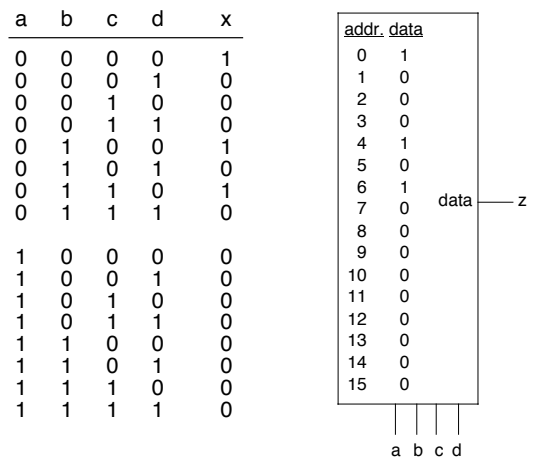 a b c d x
0 0 0 0 1
0 0 0 1 0
0 0 1 0 0
0 0 1 1 0
0 1 0 0 1
0 1 0 1 0
0 1 1 0 1
0 1 1 1 0
1 0 0 0 0
1 0 0 1 0
1 0 1 0 0
1 0 1 1 0
1 1 0 0 0
1 1 0 1 0
1 1 1 0 0
1 1 1 1 0
addr. data
0 1
1 0
2 0
3 0
4 1
5 0
6 1
7 0
8 0
9 0
10 0
11 0
12 0
13 0
14 0
15 0
data z
a b c d